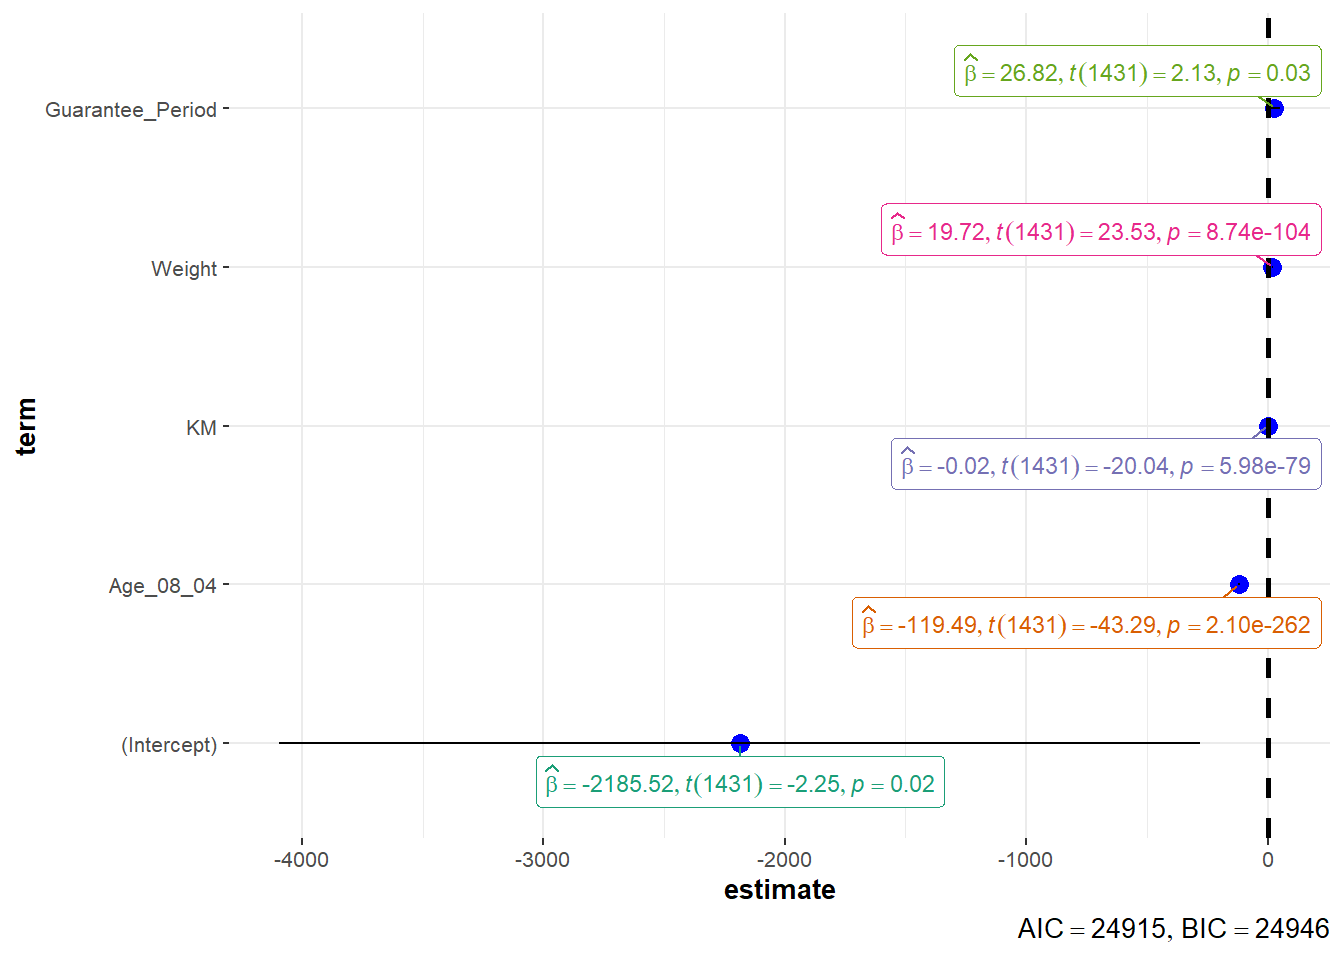 β̂ = 26.82, t(1431) = 2.13, p = 0.03
Guarantee_Period
β̂ = 19.72, t(1431) = 23.53, p = 8.74e-104
Weight
KM
β̂ = -0.02, t(1431) = -20.04, p = 5.98e-79
term
Age_08_04
β̂ = -119.49, t(1431) = -43.29, p = 2.10e-262
(Intercept)
β̂ = -2185.52, t(1431) = -2.25, p = 0.02
-4000 -3000 -2000 -1000 0
estimate
AIC = 24915, BIC = 24946